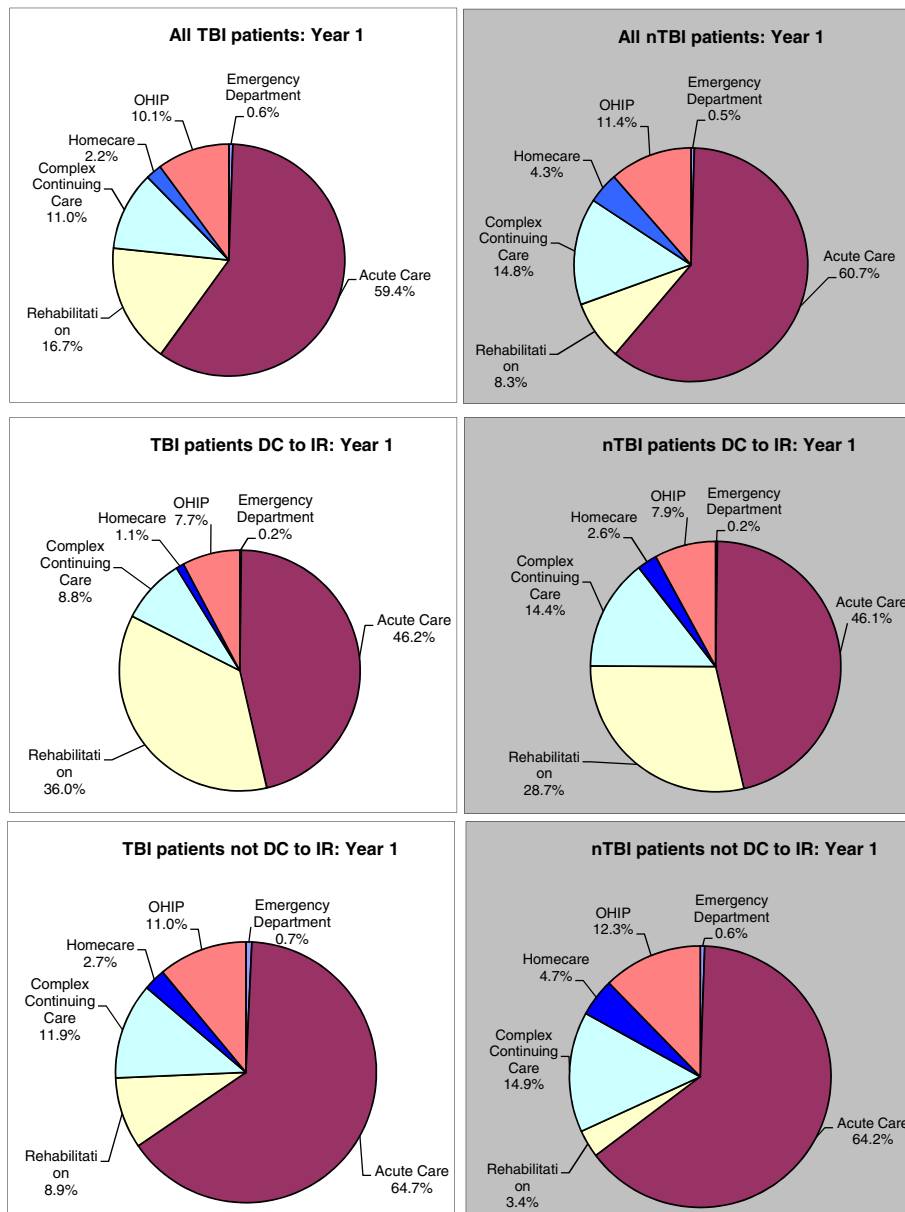 All TBI patients: Year 1
Emergency
Department
0.6%
OHIP
10.1%
Homecare
2.2%
Complex
Continuing
Care
11.0%
Acute Care
59.4%
Rehabilitati
on
16.7%
All nTBI patients: Year 1
Emergency
Department
0.5%
OHIP
11.4%
Homecare
4.3%
Complex
Continuing
Care
14.8%
Acute Care
60.7%
Rehabilitati
on
8.3%
TBI patients DC to IR: Year 1
Emergency
Department
0.2%
OHIP
7.7%
Homecare
1.1%
Complex
Continuing
Care
8.8%
Acute Care
46.2%
Rehabilitati
on
36.0%
nTBI patients DC to IR: Year 1
Emergency
Department
0.2%
OHIP
7.9%
Homecare
2.6%
Complex
Continuing
Care
14.4%
Acute Care
46.1%
Rehabilitati
on
28.7%
TBI patients not DC to IR: Year 1
Emergency
Department
0.7%
OHIP
11.0%
Homecare
2.7%
Complex
Continuing
Care
11.9%
Rehabilitati
on
8.9%
Acute Care
64.7%
nTBI patients not DC to IR: Year 1
Emergency
Department
0.6%
OHIP
12.3%
Homecare
4.7%
Complex
Continuing
Care
14.9%
Acute Care
64.2%
Rehabilitati
on
3.4%